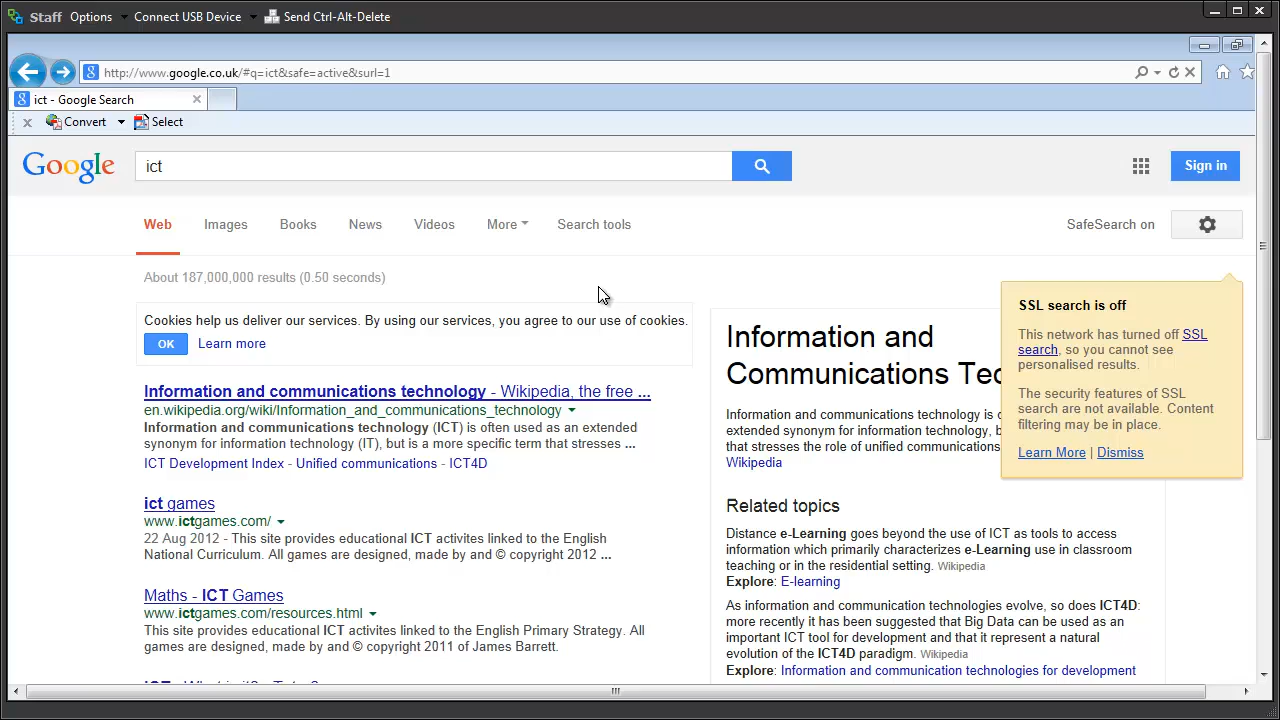 Staff Options Connect USB Device Send Ctrl-Alt-Delete
http://www.google.co.uk/#q=ict&safe=active&surl=1
ict - Google Search
Convert Select
Google ict Sign in
Web Images Books News Videos More Search tools SafeSearch on
About 187,000,000 results (0.50 seconds)
Cookies help us deliver our services. By using our services, you agree to our use of cookies.
OK Learn more
Information and communications technology - Wikipedia, the free ...
en.wikipedia.org/wiki/Information_and_communications_technology
Information and communications technology (ICT) is often used as an extended
synonym for information technology (IT), but is a more specific term that stresses ...
ICT Development Index - Unified communications - ICT4D
ict games
www.ictgames.com/
22 Aug 2012 - This site provides educational ICT activites linked to the English
National Curriculum. All games are designed, made by and © copyright 2012 ...
Maths - ICT Games
www.ictgames.com/resources.html
This site provides educational ICT activites linked to the English Primary Strategy. All
games are designed, made by and © copyright 2011 of James Barrett.
Information and
Communications Tec
Information and communications technology is
extended synonym for information technology,
that stresses the role of unified communications
Wikipedia
Related topics
Distance e-Learning goes beyond the use of ICT as tools to access
information which primarily characterizes e-Learning use in classroom
teaching or in the residential setting. Wikipedia
Explore: E-learning
As information and communication technologies evolve, so does ICT4D:
more recently it has been suggested that Big Data can be used as an
important ICT tool for development and that it represent a natural
evolution of the ICT4D paradigm. Wikipedia
Explore: Information and communication technologies for development
SSL search is off
This network has turned off SSL
search, so you cannot see
personalised results.
The security features of SSL
search are not available. Content
filtering may be in place.
Learn More | Dismiss